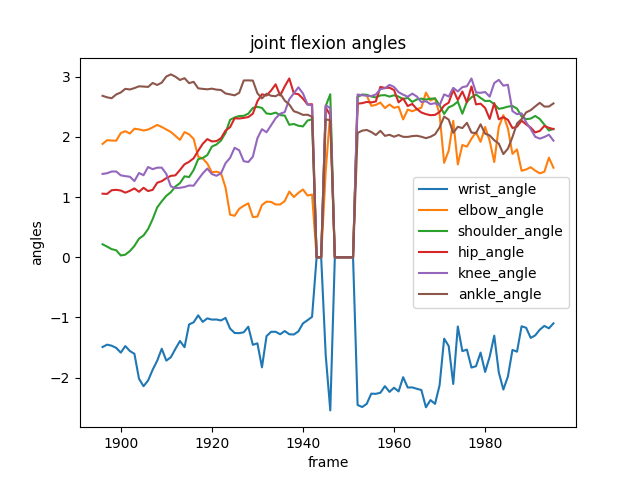 joint flexion angles
3
2
1
0
−1
−2
angles
1900
1920
1940
1960
1980
frame
wrist_angle
elbow_angle
shoulder_angle
hip_angle
knee_angle
ankle_angle